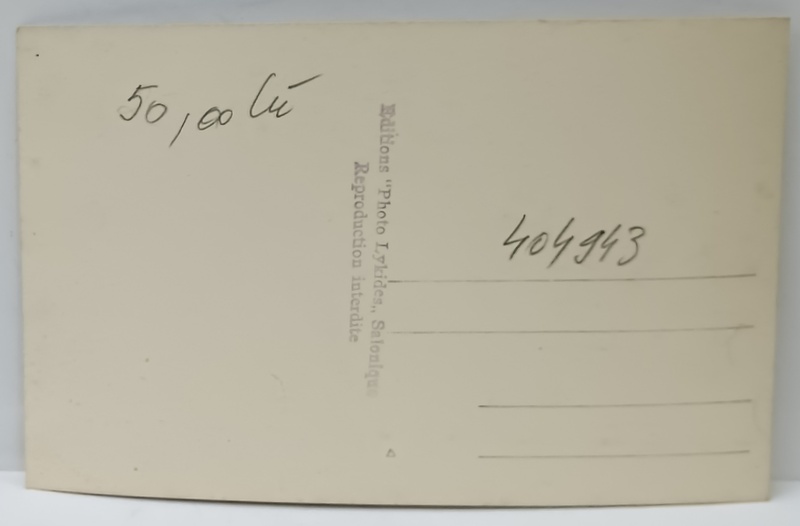 50,00 lei
Editions "Photo Lykides,, Salonique
Reproduction interdite
404943